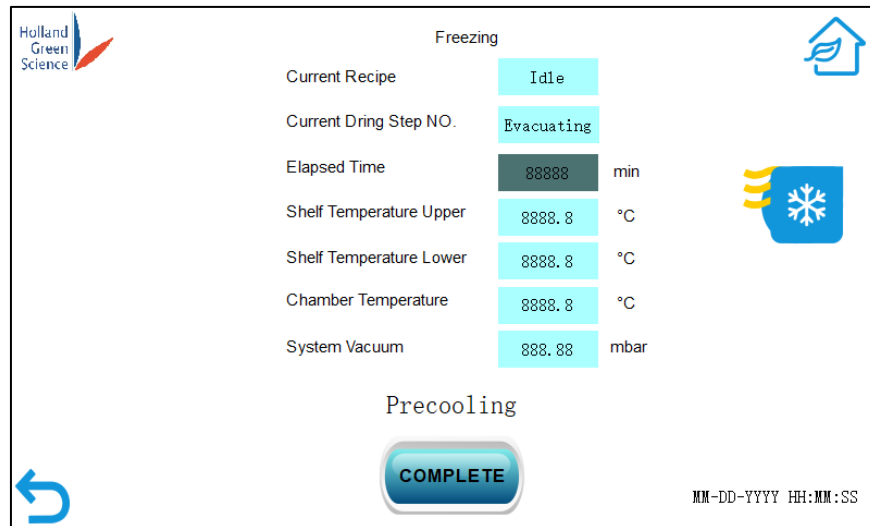 Holland
Green
Science
Freezing
Current Recipe Idle
Current Dring Step NO. Evacuating
Elapsed Time 88888 min
Shelf Temperature Upper 8888.8 °C
Shelf Temperature Lower 8888.8 °C
Chamber Temperature 8888.8 °C
System Vacuum 888.88 mbar
Precooling
COMPLETE
MM-DD-YYYY HH:MM:SS